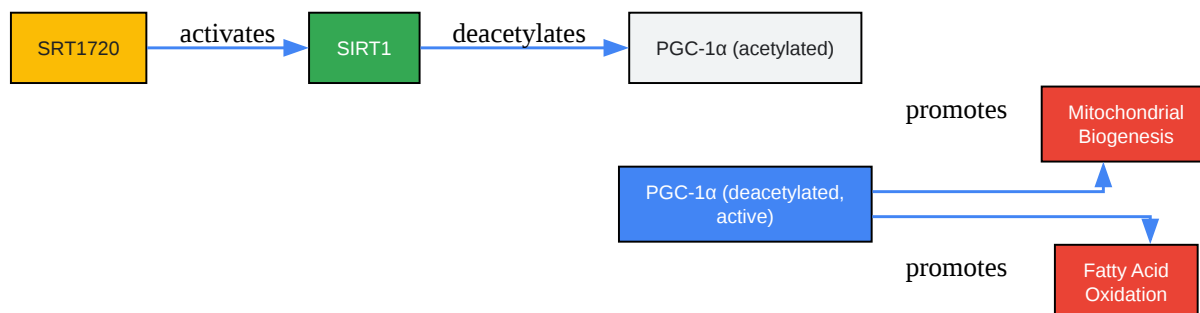 SRT1720
activates
SIRT1
deacetylates
PGC-1α (acetylated)
promotes
Mitochondrial
Biogenesis
PGC-1α (deacetylated,
active)
promotes
Fatty Acid
Oxidation